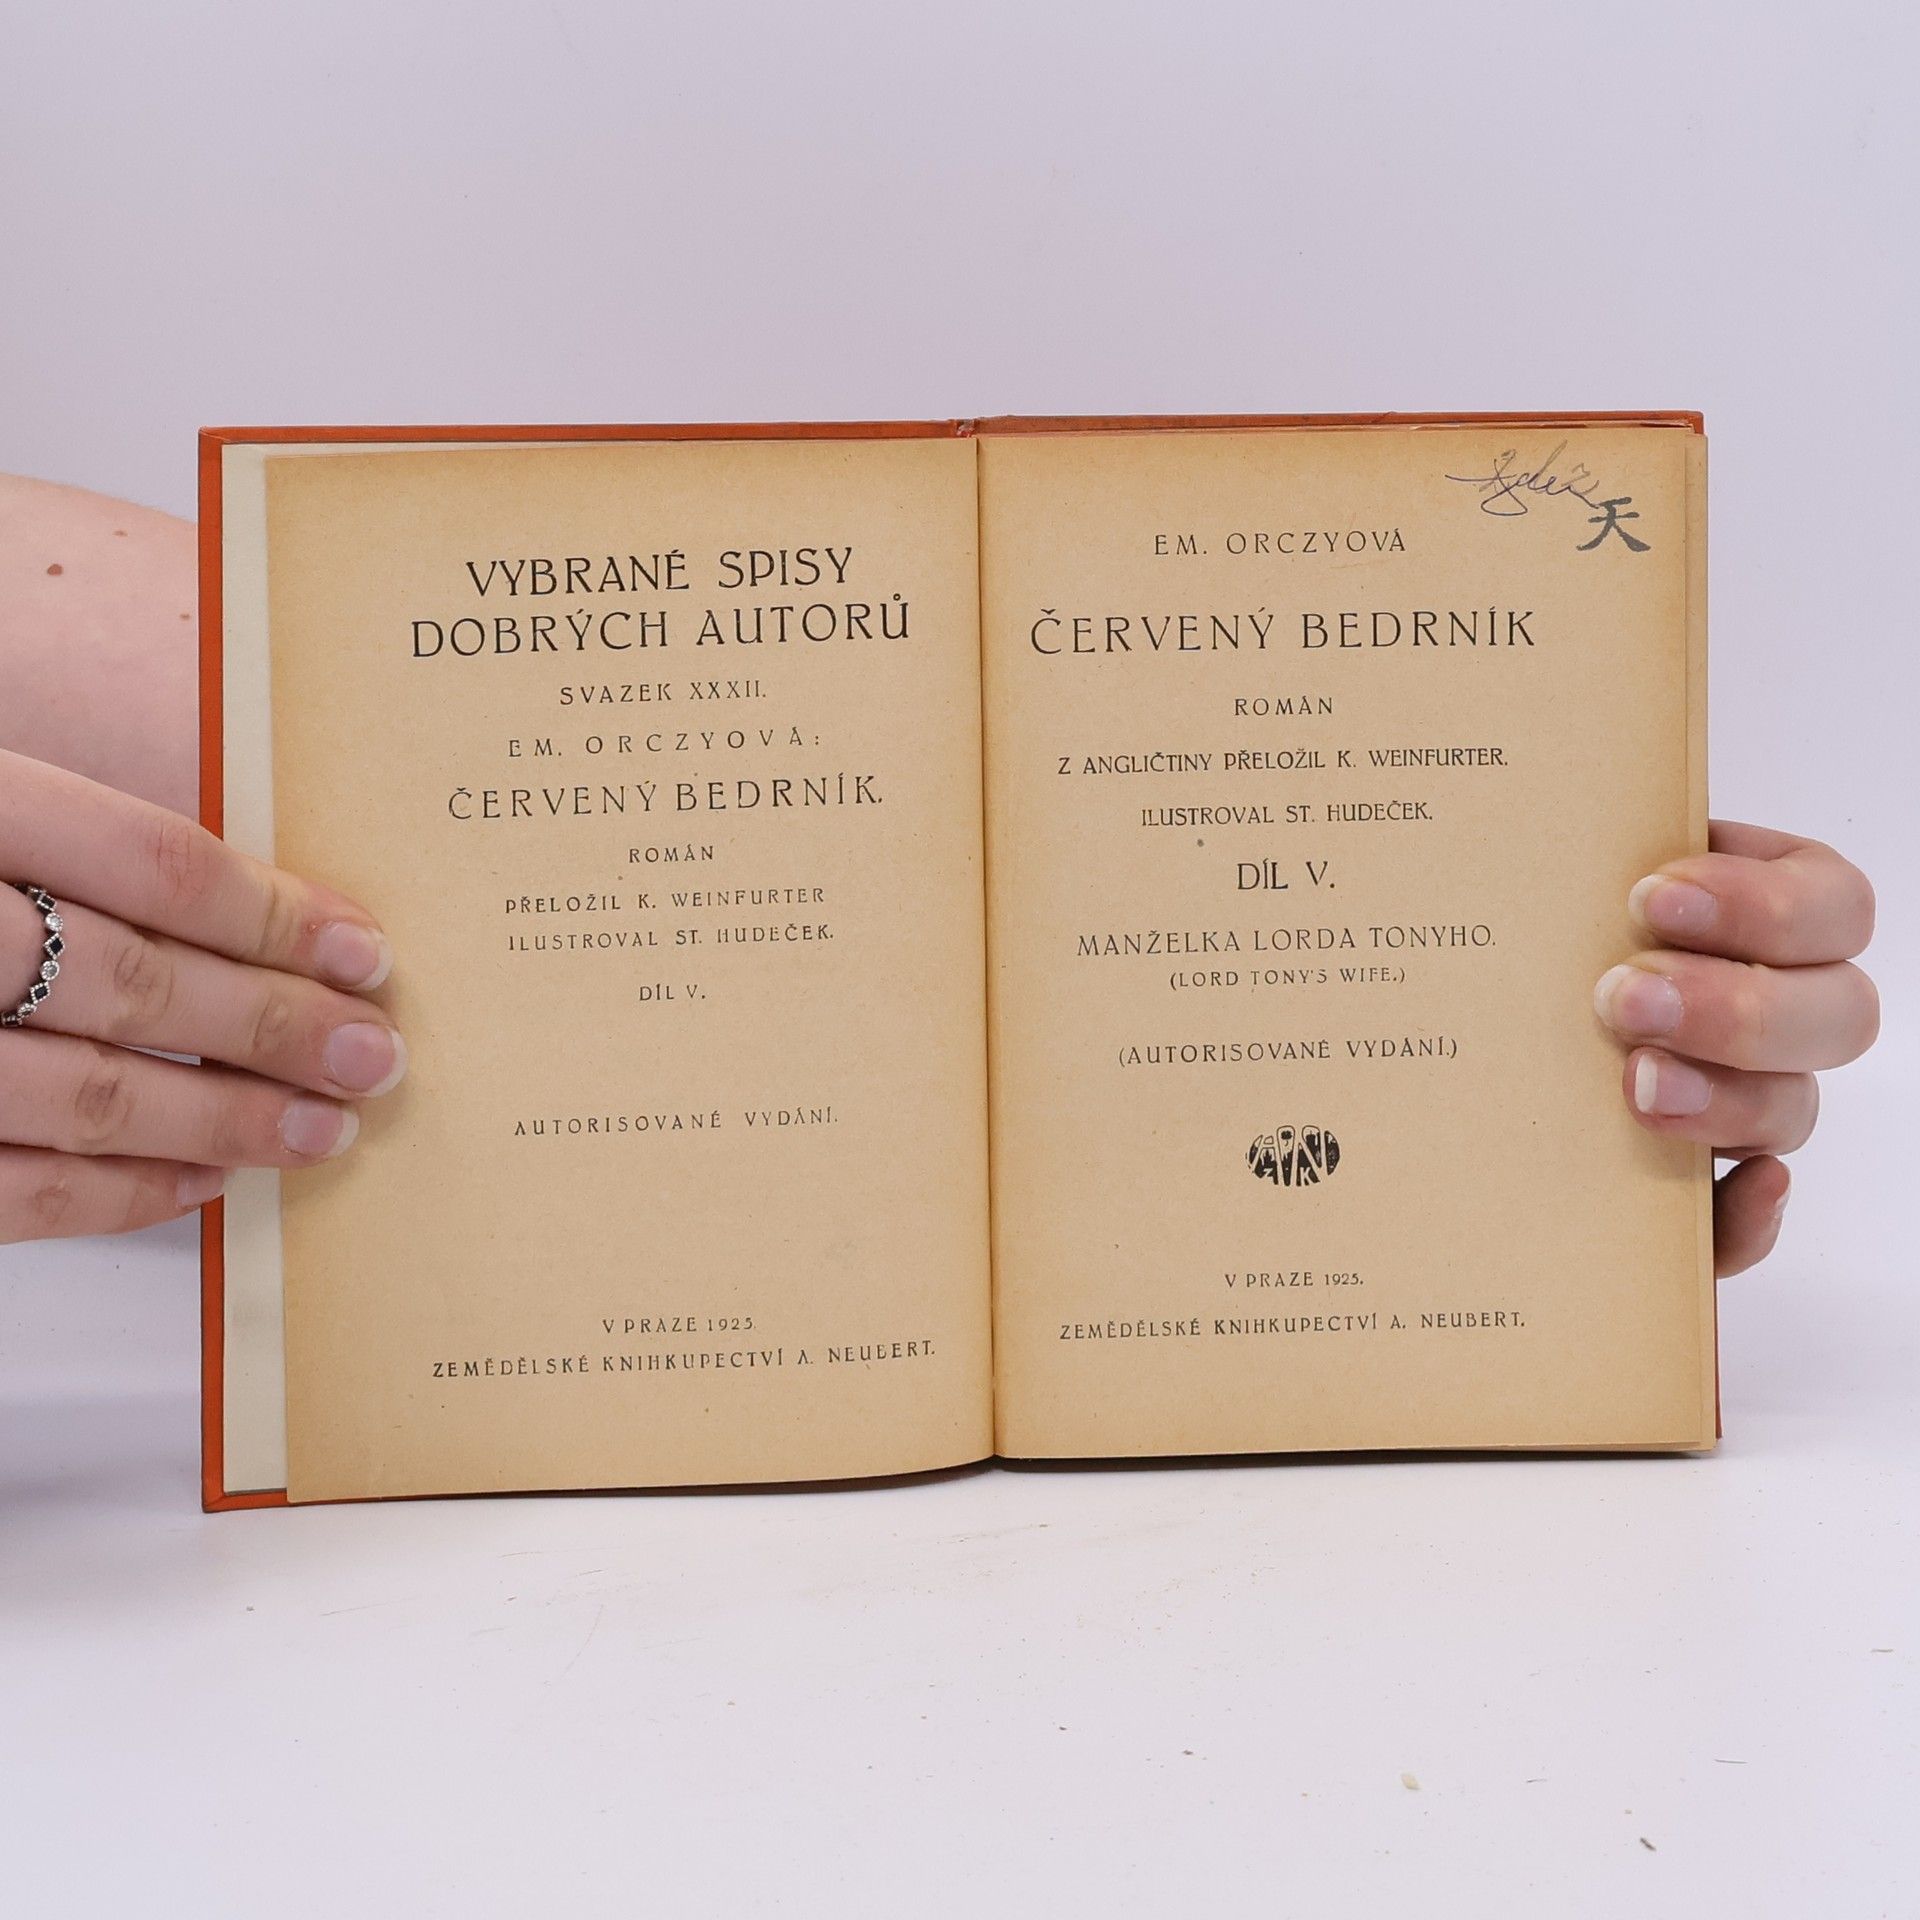 VYBRANÉ SPISY
DOBRÝCH AUTORŮ
SVAZEK XXXII.
EM. ORCZYOVÁ:
ČERVENÝ BEDRNÍK.
ROMÁN
PŘELOŽIL K. WEINFURTER
ILUSTROVAL ST. HUDEČEK.
DÍL V.
AUTORISOVANÉ VYDÁNÍ.
V PRAZE 1925.
ZEMĚDĚLSKÉ KNIHKUPECTVÍ A. NEUBERT.
天
EM. ORCZYOVÁ
ČERVENÝ BEDRNÍK
ROMÁN
Z ANGLIČTINY PŘELOŽIL K. WEINFURTER.
ILUSTROVAL ST. HUDEČEK.
DÍL V.
MANŽELKA LORDA TONYHO.
(LORD TONY'S WIFE.)
(AUTORISOVANÉ VYDÁNÍ.)
V PRAZE 1925.
ZEMĚDĚLSKÉ KNIHKUPECTVÍ A. NEUBERT.